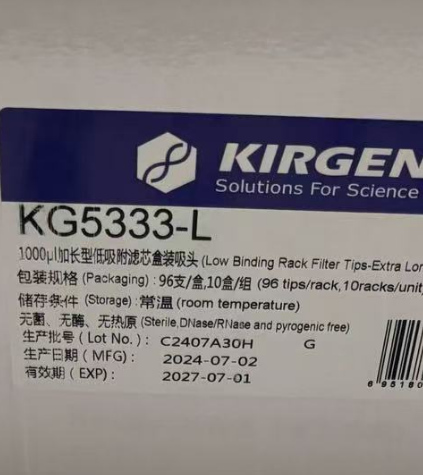 KIRGEN
Solutions For Science
KG5333-L
1000μl加长型低吸附滤芯盒装吸头 (Low Binding Rack Filter Tips-Extra Lon
包装规格 (Packaging) : 96支/盒,10盒/组 (96 tips/rack,10racks/unit
储存条件 (Storage) : 常温 (room temperature)
无菌、无酶、无热原 (Sterile,DNase/RNase and pyrogenic free)
生产批号 ( Lot No. ) : C2407A30H G
生产日期 ( MFG) : 2024-07-02
有效期 ( EXP) : 2027-07-01
6 95180